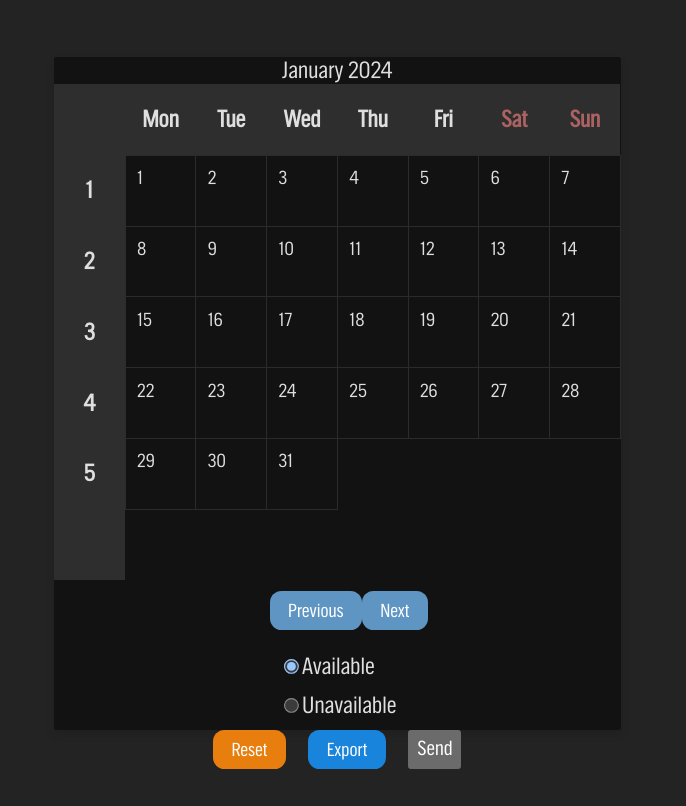 January 2024
Mon Tue Wed Thu Fri Sat Sun
1 1 2 3 4 5 6 7
2 8 9 10 11 12 13 14
3 15 16 17 18 19 20 21
4 22 23 24 25 26 27 28
5 29 30 31
Previous Next
Available
Unavailable
Reset Export Send